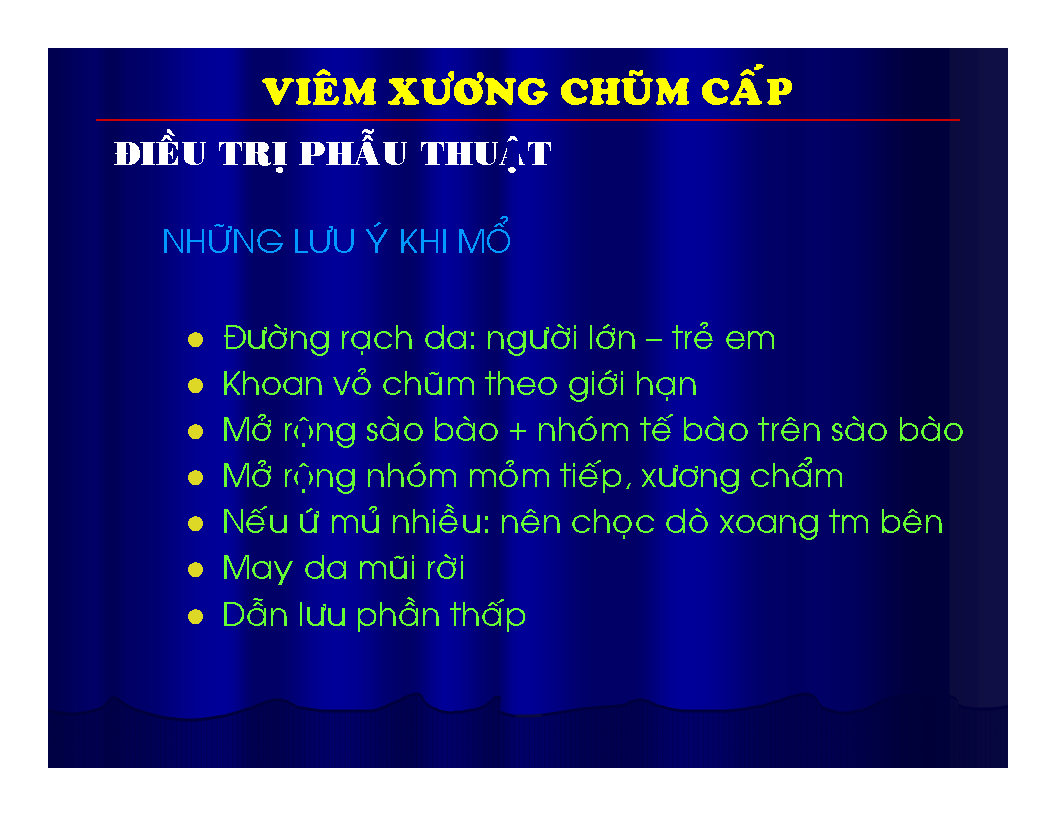 VIÊM XƯƠNG CHŨM CẤP
ĐIỀU TRỊ PHẪU THUẬT
NHỮNG LƯU Ý KHI MỔ
● Đường rạch da: người lớn – trẻ em
● Khoan vỏ chũm theo giới hạn
● Mở rộng sào bào + nhóm tế bào trên sào bào
● Mở rộng nhóm mỏm tiếp, xương chẩm
● Nếu ứ mủ nhiều: nên chọc dò xoang tm bên
● May da mũi rời
● Dẫn lưu phần thấp